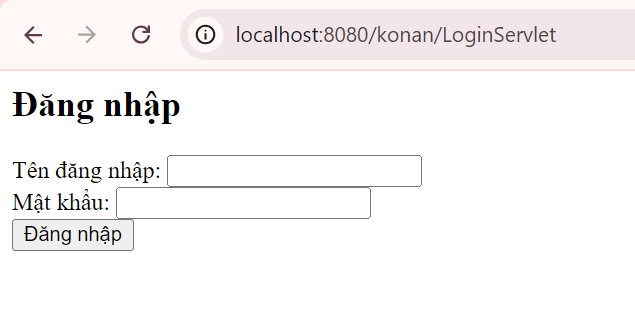 localhost:8080/konan/LoginServlet
Đăng nhập
Tên đăng nhập:
Mật khẩu:
Đăng nhập